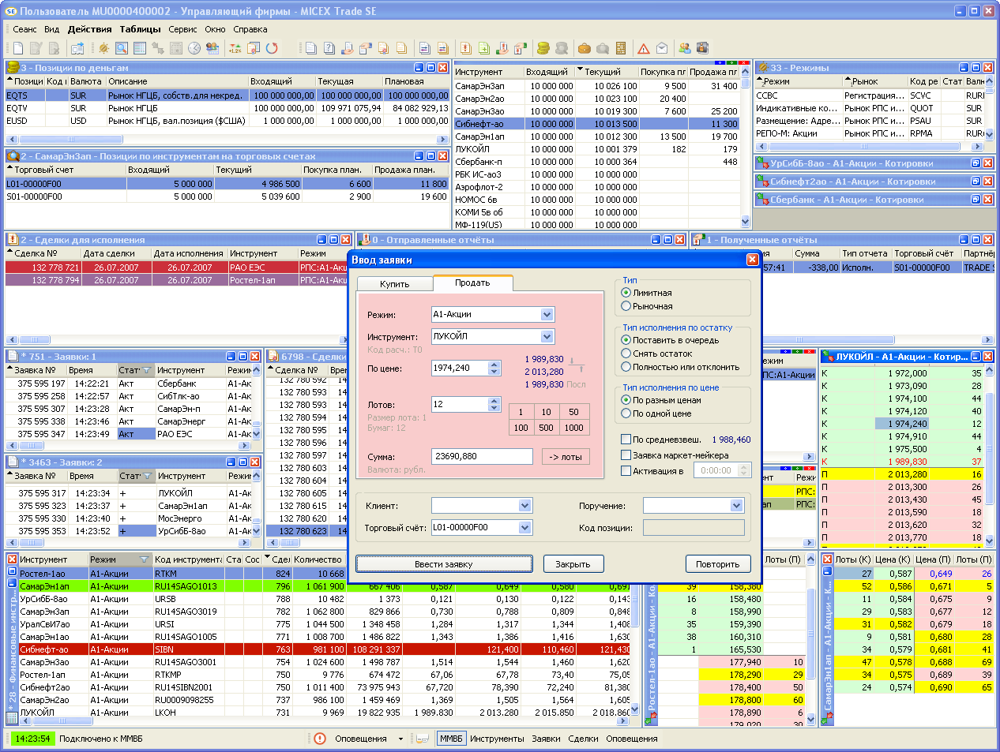 Пользователь MU0000400002 - Управляющий фирмы - MICEX Trade SE
Сеанс Вид Действия Таблицы Сервис Окно Справка
3 - Позиции по деньгам
Позици Код Валюта Описание Входящий Текущая Плановая
EQTS SUR Рынок НГЦБ, собств.для некред. 100 000 000,00 100 000 000,00 100 000 000,00
EQTV SUR Рынок НГЦБ 100 000 000,00 109 971 075,94 84 082 929,13
EUSD USD Рынок НГЦБ, вал.позиция ($США) 1 000 000,00 1 000 000,00 1 000 000,00
2 - СамарЭн3ап - Позиции по инструментам на торговых счетах
Торговый счет Входящий Текущий Покупка план. Продажа план.
L01-00000F00 5 000 000 4 986 500 6 600 11 800
S01-00000F00 5 000 000 5 039 600 2 900 19 600
Инструмент Входящий Текущий Покупка пл Продажа пл
СамарЭн3ап 10 000 000 10 026 100 9 500 31 400
СамарЭн2ао 10 000 000 10 023 100 20 400
СамарЭн3ао 10 000 000 10 019 300 7 600 25 200
Сибнефт-ао 10 000 000 10 013 500 11 300
СамарЭн1ап 10 000 000 10 012 300 13 500 19 700
ЛУКОЙЛ 10 000 000 10 001 379 182 179
Сбербанк-п 10 000 000 10 000 364 448
РБК ИС-ао3 10 000 000 10 000 000
Аэрофлот-2 10 000 000 10 000 000
НОМОС 6в 10 000 000 10 000 000
КОМИ 5в об 10 000 000 10 000 000
МФ-119(US) 10 000 000 10 000 000
33 - Режимы
Режим Рынок Код ре Стат Валю
CCBC Регистрация... SCVC RUR
Индикативные ко... Рынок РПС и... QUOT SUR
Размещение: Адре... Рынок РПС и... PSAU SUR
РЕПО-М: Акции Рынок РПС и... RPMA RUR
УрСибБ-8ао - А1-Акции - Котировки
Сибнефт2ао - А1-Акции - Котировки
Сбербанк - А1-Акции - Котировки
2 - Сделки для исполнения
Сделка № Дата сделки Дата исполнения Инструмент Режим
132 778 721 26.07.2007 26.07.2007 РАО ЕЭС РПС:А1-Ак
132 778 794 26.07.2007 26.07.2007 Ростел-1ап РПС:А1-Ак
0 - Отправленные отчёты
1 - Полученные отчёты
Сумма Тип отчета Торговый счёт Партнёр
57:41 -338,00 Исполн. S01-00000F00 TRADE S
Ввод заявки
Купить Продать
Режим: А1-Акции
Инструмент: ЛУКОЙЛ
Код расч.: T0
По цене: 1974,240
1 989,830
2 013,280
1 989,830 Посл
Лотов: 12
Размер лота: 1
Бумаг: 12
1 10 50
100 500 1000
Сумма: 23690,880 -> лоты
Валюта: рубл.
Тип
Лимитная
Рыночная
Тип исполнения по остатку
Поставить в очередь
Снять остаток
Полностью или отклонить
Тип исполнения по цене
По разным ценам
По одной цене
По средневзвеш. 1 988,460
Заявка маркет-мейкера
Активация в 0:00:00
Клиент: Поручение:
Торговый счёт: L01-00000F00 Код позиции:
Ввести заявку Закрыть Повторить
* 751 - Заявки: 1
Заявка № Время Стат Инструмент Режим
375 595 197 14:22:21 Акт Сбербанк А1-Ак
375 595 258 14:22:57 Акт СибТлк-ао А1-Ак
375 595 307 14:23:28 Акт СамарЭн-п А1-Ак
375 595 338 14:23:46 Акт СамарЭнерг А1-Ак
375 595 347 14:23:49 Акт РАО ЕЭС А1-Ак
* 3463 - Заявки: 2
Заявка № Время Стат Инструмент Режим
375 595 317 14:23:34 + ЛУКОЙЛ А1-Ак
375 595 323 14:23:37 + СамарЭн1ап А1-Ак
375 595 330 14:23:40 + МосЭнерго А1-Ак
375 595 353 14:23:52 + УрСибБ-8ао А1-Ак
6798 - Сделки
Сделка № Врем
132 780 592 14
132 780 593 14
132 780 594 14
132 780 595 14
132 780 602 14
132 780 603 14
132 780 604 14
132 780 605 14
132 780 615 14
132 780 620 14
132 780 623 14
ежим
РПС:А1-Акции
нт Режи
РПС:
ап РПС:
ЛУКОЙЛ - А1-Акции - Котир...
К 1 972,000 35
К 1 973,090 28
К 1 974,100 44
К 1 974,120 40
К 1 974,240 12
К 1 974,910 44
К 1 975,500 4
К 1 989,830 37
П 2 013,280 16
П 2 013,300 26
П 2 013,430 45
П 2 013,590 18
П 2 013,620 32
П 2 013,770 18
* 28 - Финансовые инстр...
Инструмент Режим Код инструмента Ста Сос Сдел Количество
Ростел-1ао А1-Акции RTKM 824 10 668
СамарЭн1ап А1-Акции RU14SAGO1013 796 1 061 900 667 406 0,587 0,649 0,580 0,691
УрСибБ-8ао А1-Акции URSB 788 10 482 1 373 0,121 0,130 0,122 0,143
СамарЭн3ап А1-Акции RU14SAGO3019 782 1 062 800 829 866 0,730 0,788 0,809 0,848
УралСВИ7ао А1-Акции URSI 775 1 044 500 1 348 458 1,284 1,317 1,344 1,408
СамарЭн1ао А1-Акции RU14SAGO1005 771 1 008 700 1 486 822 1,343 1,386 1,416 1,630
Сибнефт-ао А1-Акции SIBN 763 981 100 108 291 337 121,400 110,460 121,430
СамарЭн3ао А1-Акции RU14SAGO3001 754 1 024 600 1 498 787 1,514 1,544 1,460 1,620
Ростел-1ап А1-Акции RTKMP 750 9 776 674 472 67,06 67,78 73,40 75,05
Сибнефт2ао А1-Акции RU14SIBN2001 750 1 011 400 73 975 943 67,720 78,390 72,240 81,380
СамарЭн2ао А1-Акции RU0009098255 737 986 100 1 459 469 1,369 1,505 1,564 1,605
ЛУКОЙЛ А1-Акции LKOH 731 9 969 19 822 935 1 989.830 2 013.280 2 015.850 2 018.860
Ростел-1ао - А1-Акции - Ко
Лоты (П)
39 158,380
16 158,480
8 158,990
35 159,390
38 160,310
1 165,530
177,940 10
178,290 29
178,400 50
178,800 60
178,890 6
179,020 30
СамарЭн1ап - А1-Акции - К...
Лоты (К) Цена (К) Цена (П) Лоты (П)
27 0,587 0,649 26
52 0,586 0,671 5
11 0,584 0,675 9
29 0,583 0,677 12
31 0,582 0,679 18
9 0,581 0,680 28
34 0,579 0,681 41
47 0,578 0,688 69
34 0,575 0,689 39
24 0,574 0,690 65
14:23:54 Подключено к ММВБ Оповещения ММВБ Инструменты Заявки Сделки Оповещения